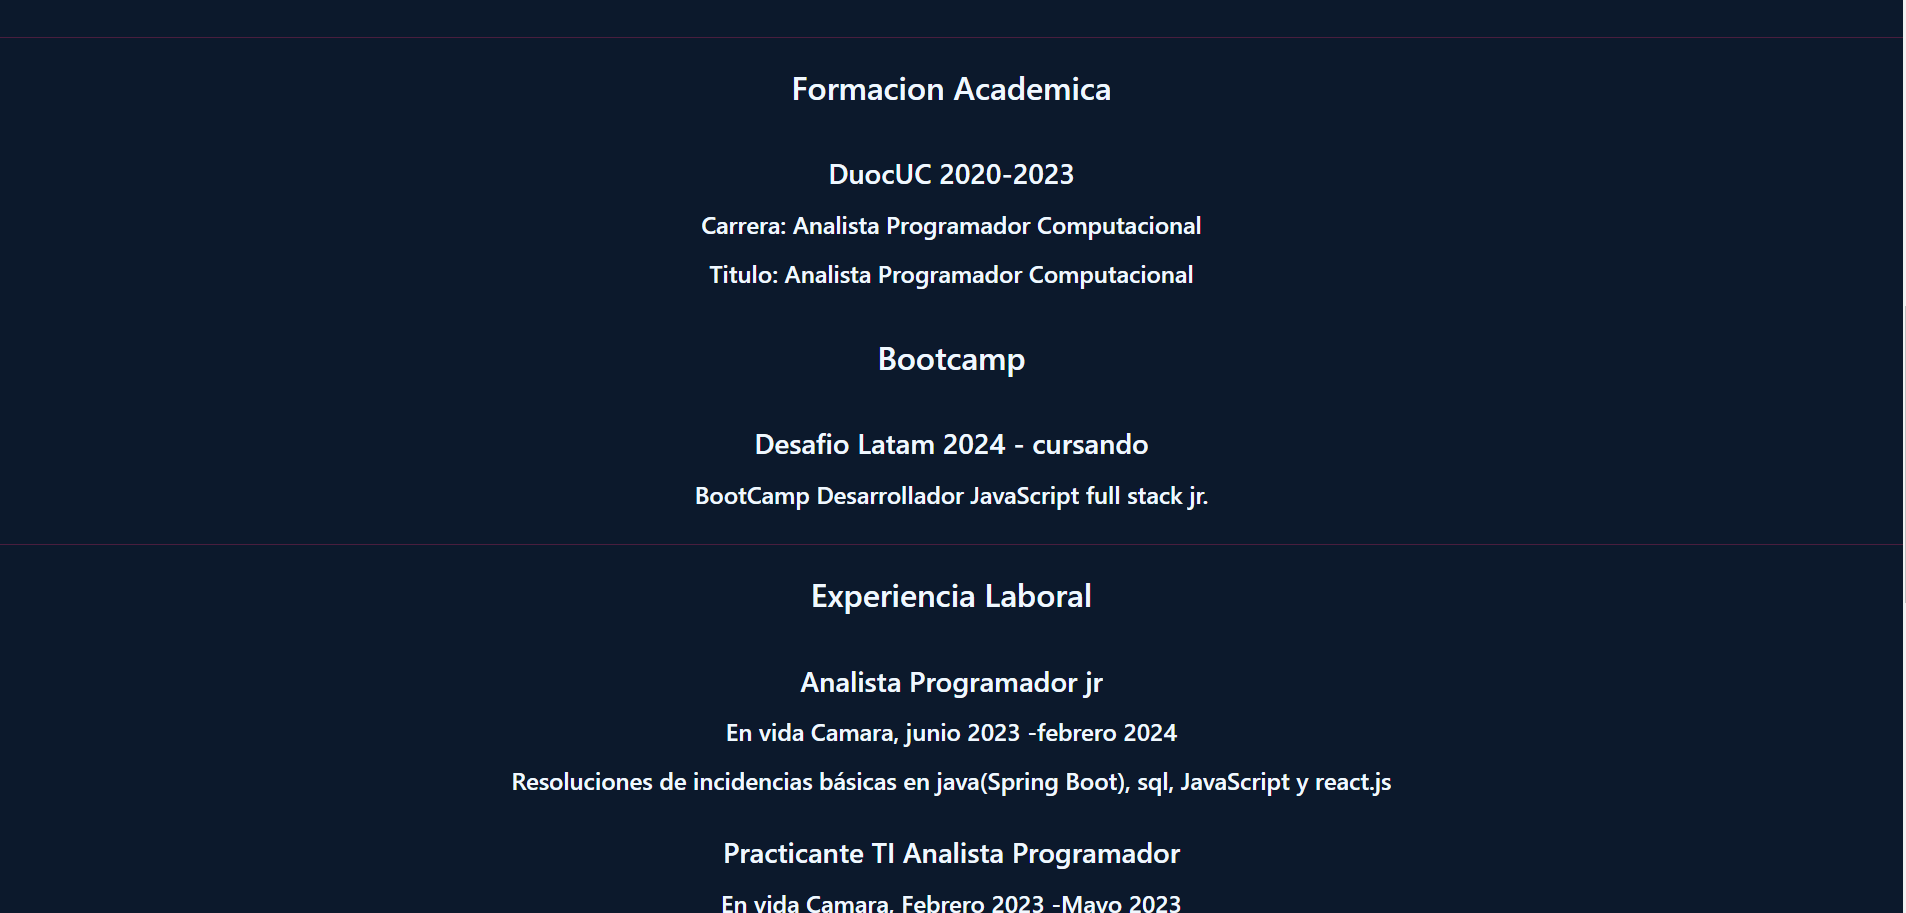 Formacion Academica
DuocUC 2020-2023
Carrera: Analista Programador Computacional
Titulo: Analista Programador Computacional
Bootcamp
Desafio Latam 2024 - cursando
BootCamp Desarrollador JavaScript full stack jr.
Experiencia Laboral
Analista Programador jr
En vida Camara, junio 2023 -febrero 2024
Resoluciones de incidencias básicas en java(Spring Boot), sql, JavaScript y react.js
Practicante TI Analista Programador
En vida Camara, Febrero 2023 -Mayo 2023